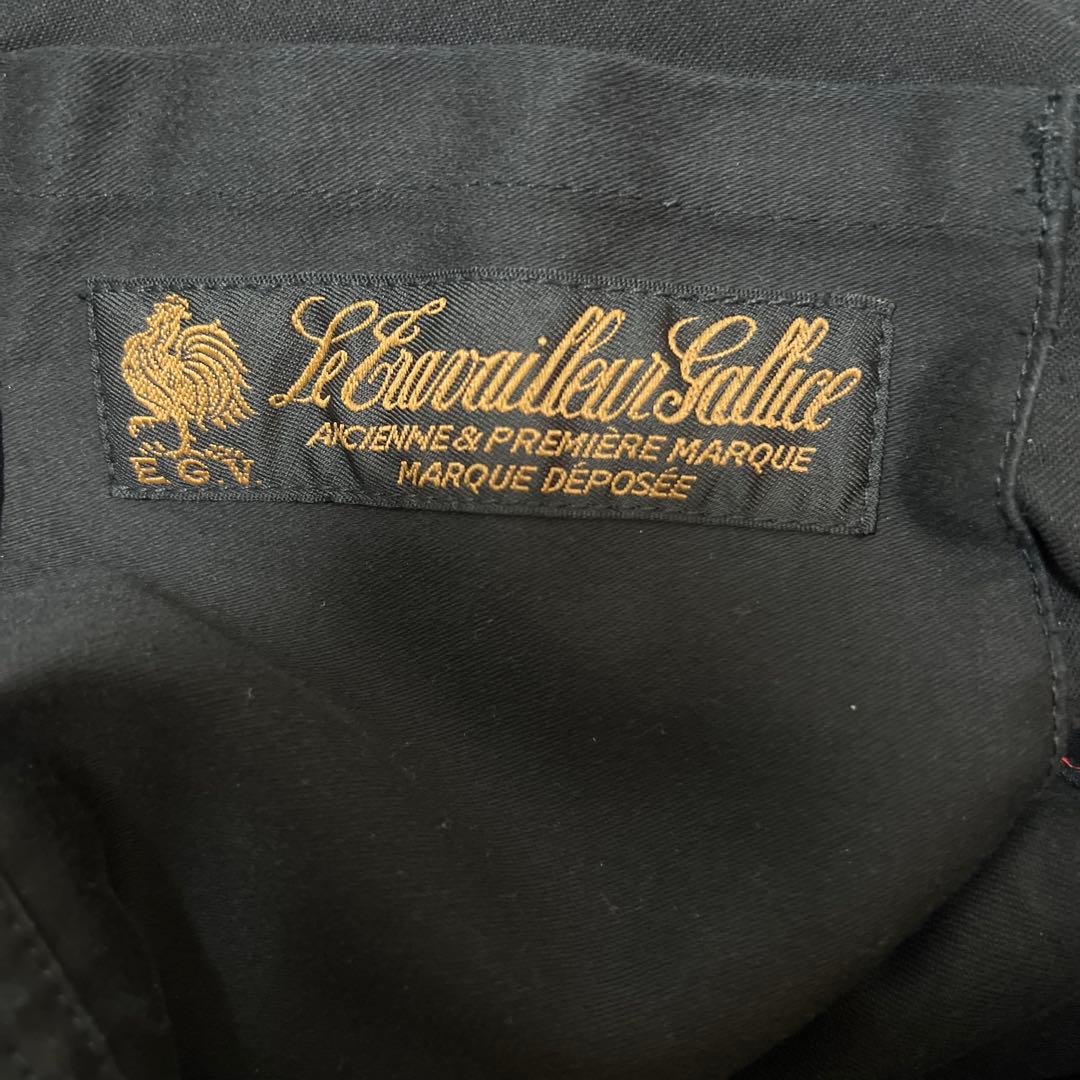 Le Travailleur Gallice
ANCIENNE & PREMIÈRE MARQUE
MARQUE DÉPOSÉE
E.G.V.